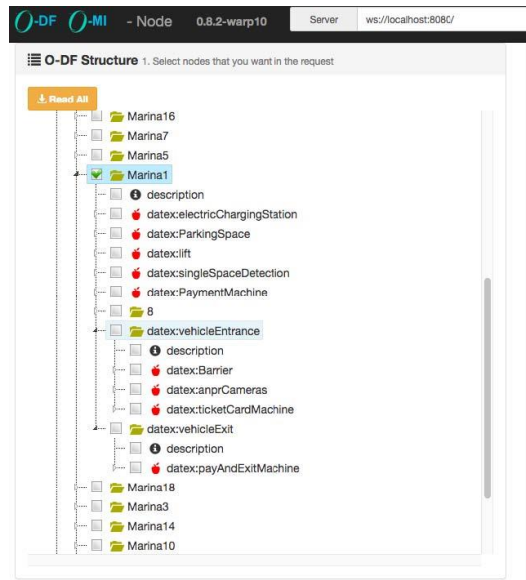 O-DF O-MI - Node 0.8.2-warp10 Server ws://localhost:8080/
O-DF Structure 1. Select nodes that you want in the request
Read All
Marina16
Marina7
Marina5
Marina1
description
datex:electricChargingStation
datex:ParkingSpace
datex:lift
datex:singleSpaceDetection
datex:PaymentMachine
8
datex:vehicleEntrance
description
datex:Barrier
datex:anprCameras
datex:ticketCardMachine
datex:vehicleExit
description
datex:payAndExitMachine
Marina18
Marina3
Marina14
Marina10